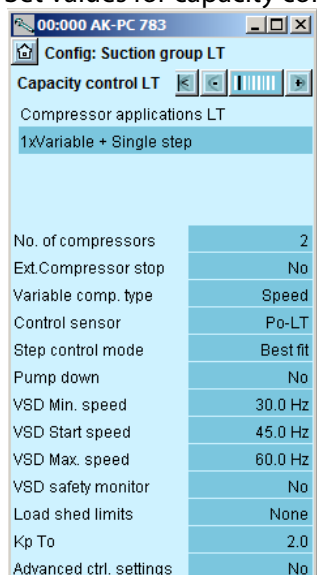 Set values for capacity co
00:000 AK-PC 783
Config: Suction group LT
Capacity control LT
Compressor applications LT
1xVariable + Single step
No. of compressors 2
Ext.Compressor stop No
Variable comp. type Speed
Control sensor Po-LT
Step control mode Best fit
Pump down No
VSD Min. speed 30.0 Hz
VSD Start speed 45.0 Hz
VSD Max. speed 60.0 Hz
VSD safety monitor No
Load shed limits None
Kp To 2.0
Advanced ctrl. settings No